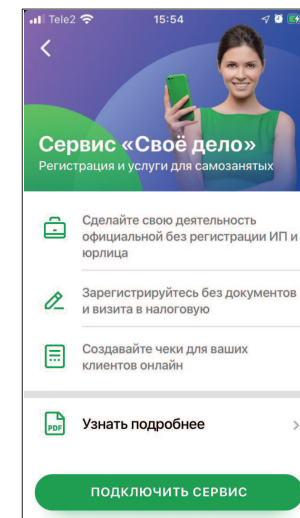 Tele2
15:54
Сервис «Своё дело»
Регистрация и услуги для самозанятых
Сделайте свою деятельность
официальной без регистрации ИП и
юрлица
Зарегистрируйтесь без документов
и визита в налоговую
Создавайте чеки для ваших
клиентов онлайн
PDF
Узнать подробнее
ПОДКЛЮЧИТЬ СЕРВИС